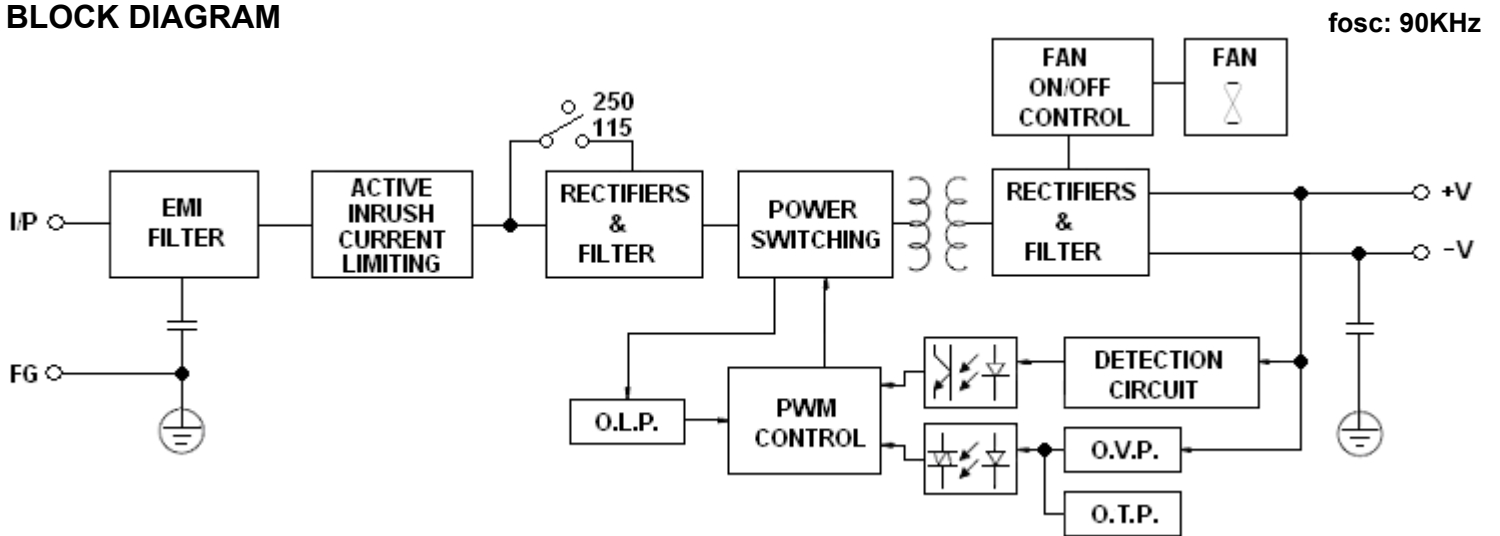 BLOCK DIAGRAM
fosc: 90KHz
FAN
ON/OFF
CONTROL
FAN
250
115
I/P
EMI
FILTER
ACTIVE
INRUSH
CURRENT
LIMITING
RECTIFIERS
&
FILTER
POWER
SWITCHING
RECTIFIERS
&
FILTER
+V
-V
FG
O.L.P.
PWM
CONTROL
DETECTION
CIRCUIT
O.V.P.
O.T.P.